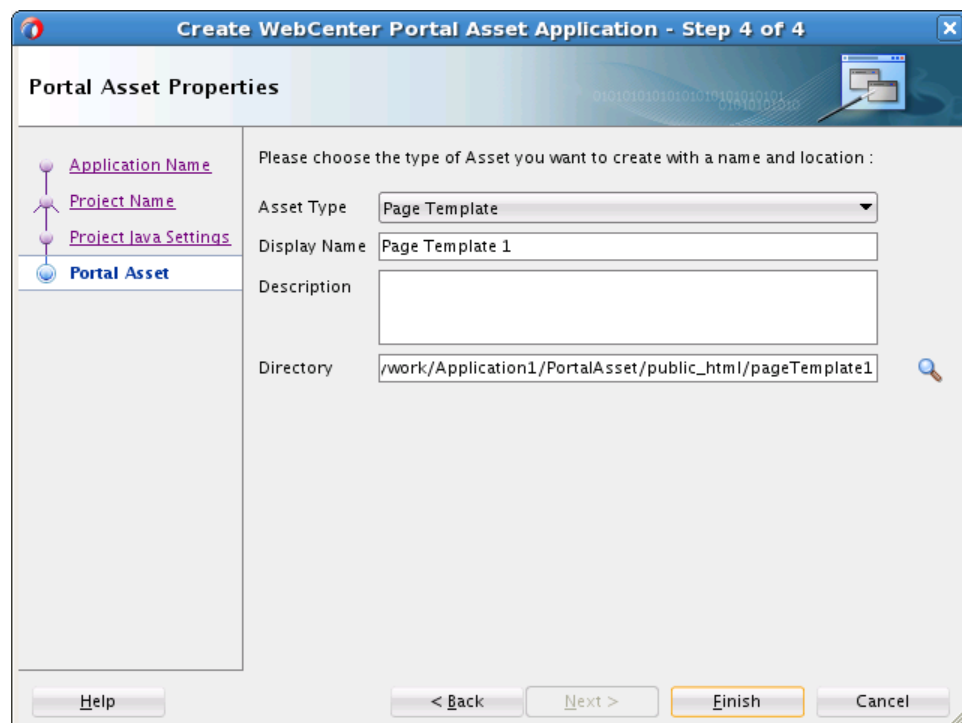 Create WebCenter Portal Asset Application - Step 4 of 4
Portal Asset Properties
Application Name
Project Name
Project Java Settings
Portal Asset
Please choose the type of Asset you want to create with a name and location :
Asset Type
Page Template
Display Name
Page Template 1
Description
Directory
/work/Application1/PortalAsset/public_html/pageTemplate1
Help
< Back
Next >
Finish
Cancel